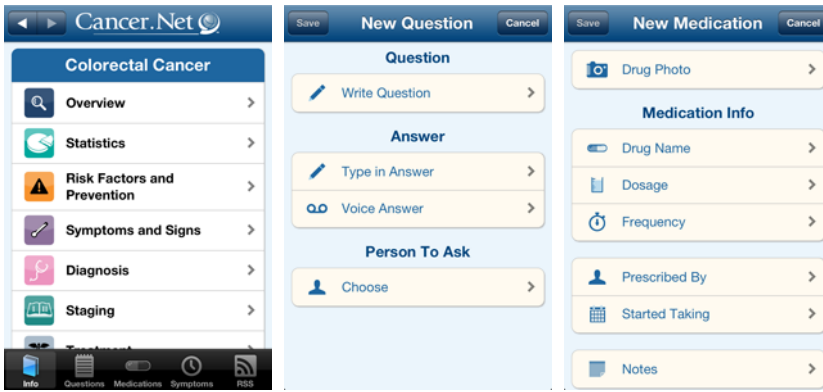 Cancer.Net
Colorectal Cancer
Overview
Statistics
Risk Factors and
Prevention
Symptoms and Signs
Diagnosis
Staging
Treatment
Info
Questions
Medications
Symptoms
RSS
Save
New Question
Cancel
Question
Write Question
Answer
Type in Answer
Voice Answer
Person To Ask
Choose
Save
New Medication
Cancel
Drug Photo
Medication Info
Drug Name
Dosage
Frequency
Prescribed By
Started Taking
Notes